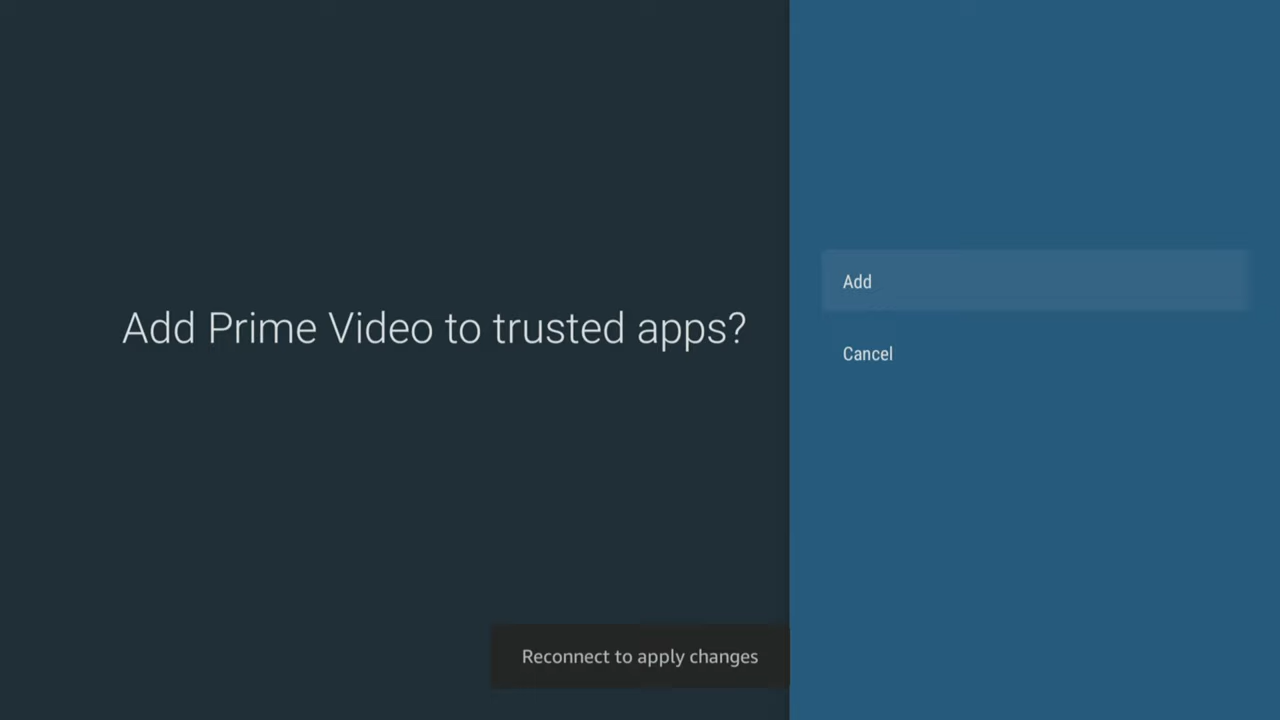 Add Prime Video to trusted apps?
Add
Cancel
Reconnect to apply changes